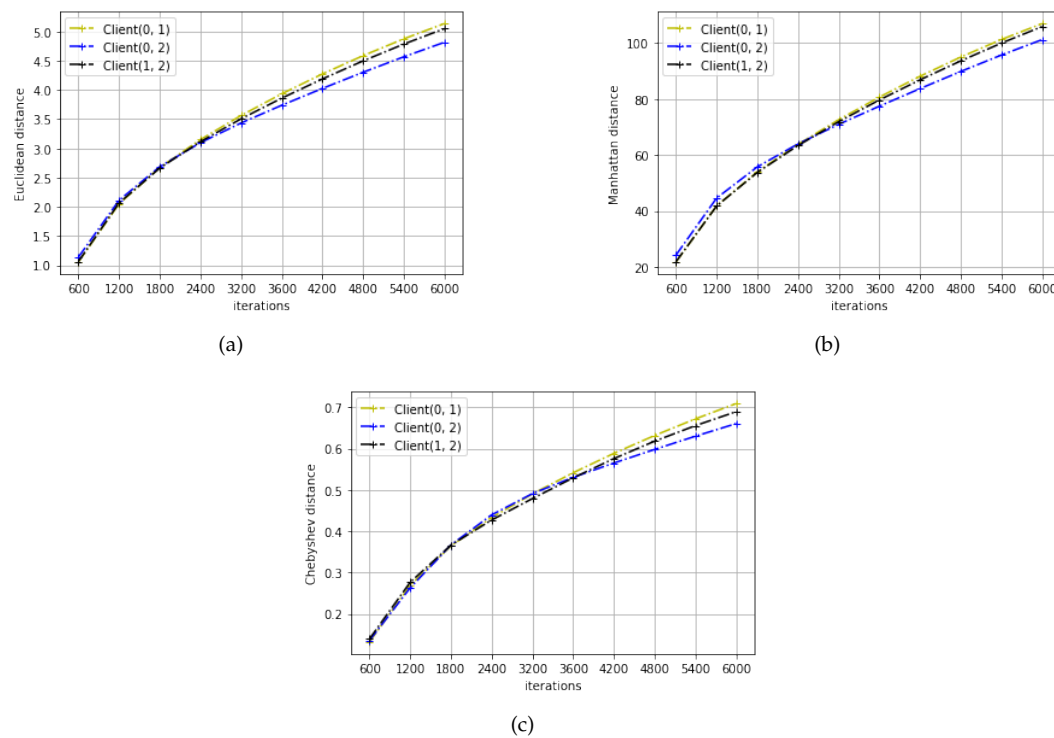 Euclidean distance
5.0
4.5
4.0
3.5
3.0
2.5
2.0
1.5
1.0
Client(0, 1)
Client(0, 2)
Client(1, 2)
600 1200 1800 2400 3200 3600 4200 4800 5400 6000
iterations
(a)
Manhattan distance
100
80
60
40
20
Client(0, 1)
Client(0, 2)
Client(1, 2)
600 1200 1800 2400 3200 3600 4200 4800 5400 6000
iterations
(b)
Chebyshev distance
0.7
0.6
0.5
0.4
0.3
0.2
Client(0, 1)
Client(0, 2)
Client(1, 2)
600 1200 1800 2400 3200 3600 4200 4800 5400 6000
iterations
(c)